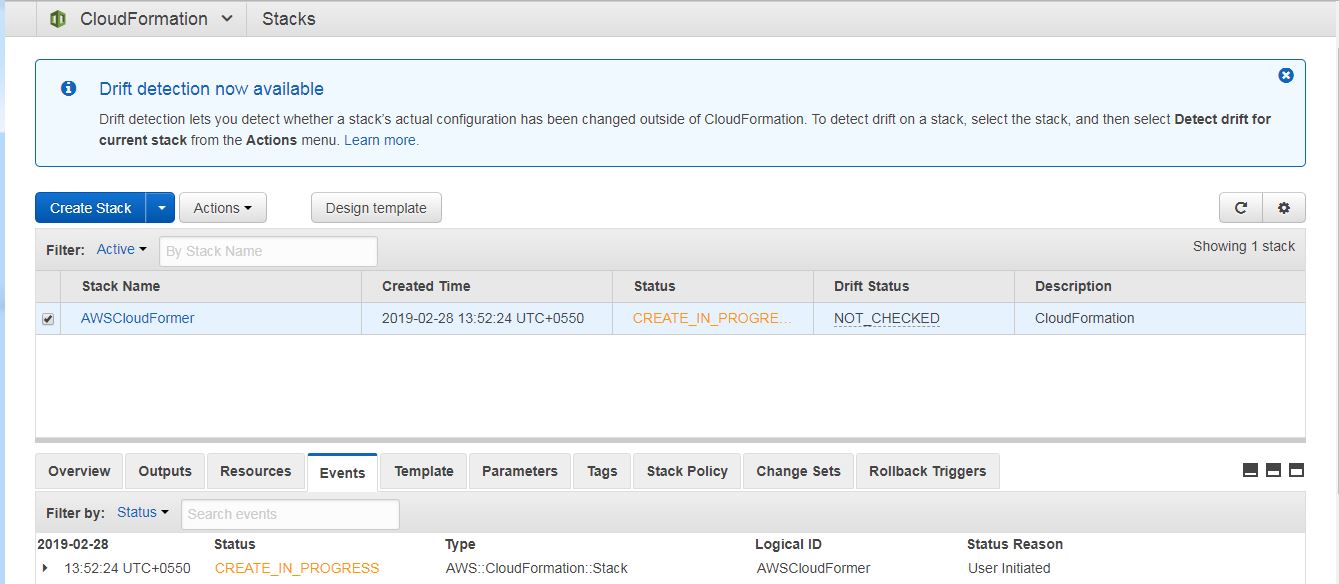 CloudFormation Stacks
Drift detection now available
Drift detection lets you detect whether a stack's actual configuration has been changed outside of CloudFormation. To detect drift on a stack, select the stack, and then select Detect drift for
current stack from the Actions menu. Learn more.
Create Stack Actions Design template
Filter: Active By Stack Name Showing 1 stack
Stack Name Created Time Status Drift Status Description
AWSCloudFormer 2019-02-28 13:52:24 UTC+0550 CREATE_IN_PROGRE... NOT_CHECKED CloudFormation
Overview Outputs Resources Events Template Parameters Tags Stack Policy Change Sets Rollback Triggers
Filter by: Status Search events
2019-02-28 Status Type Logical ID Status Reason
13:52:24 UTC+0550 CREATE_IN_PROGRESS AWS::CloudFormation::Stack AWSCloudFormer User Initiated